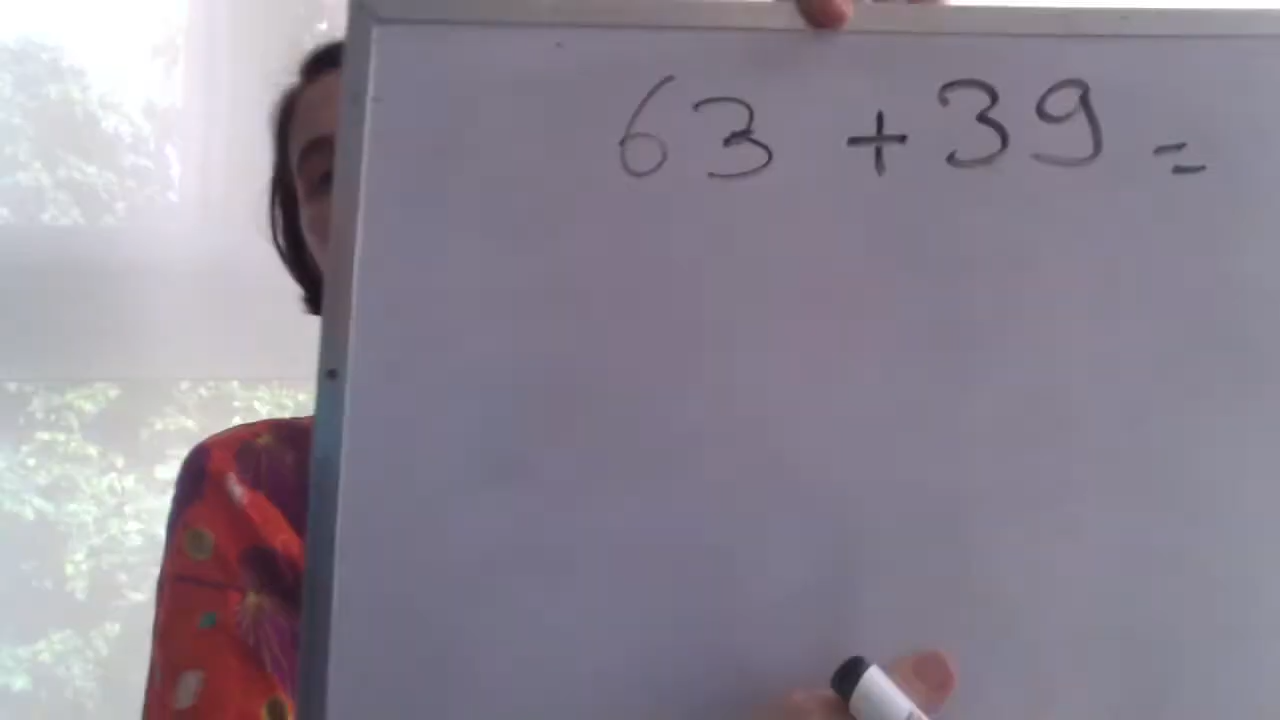 63 + 39 =